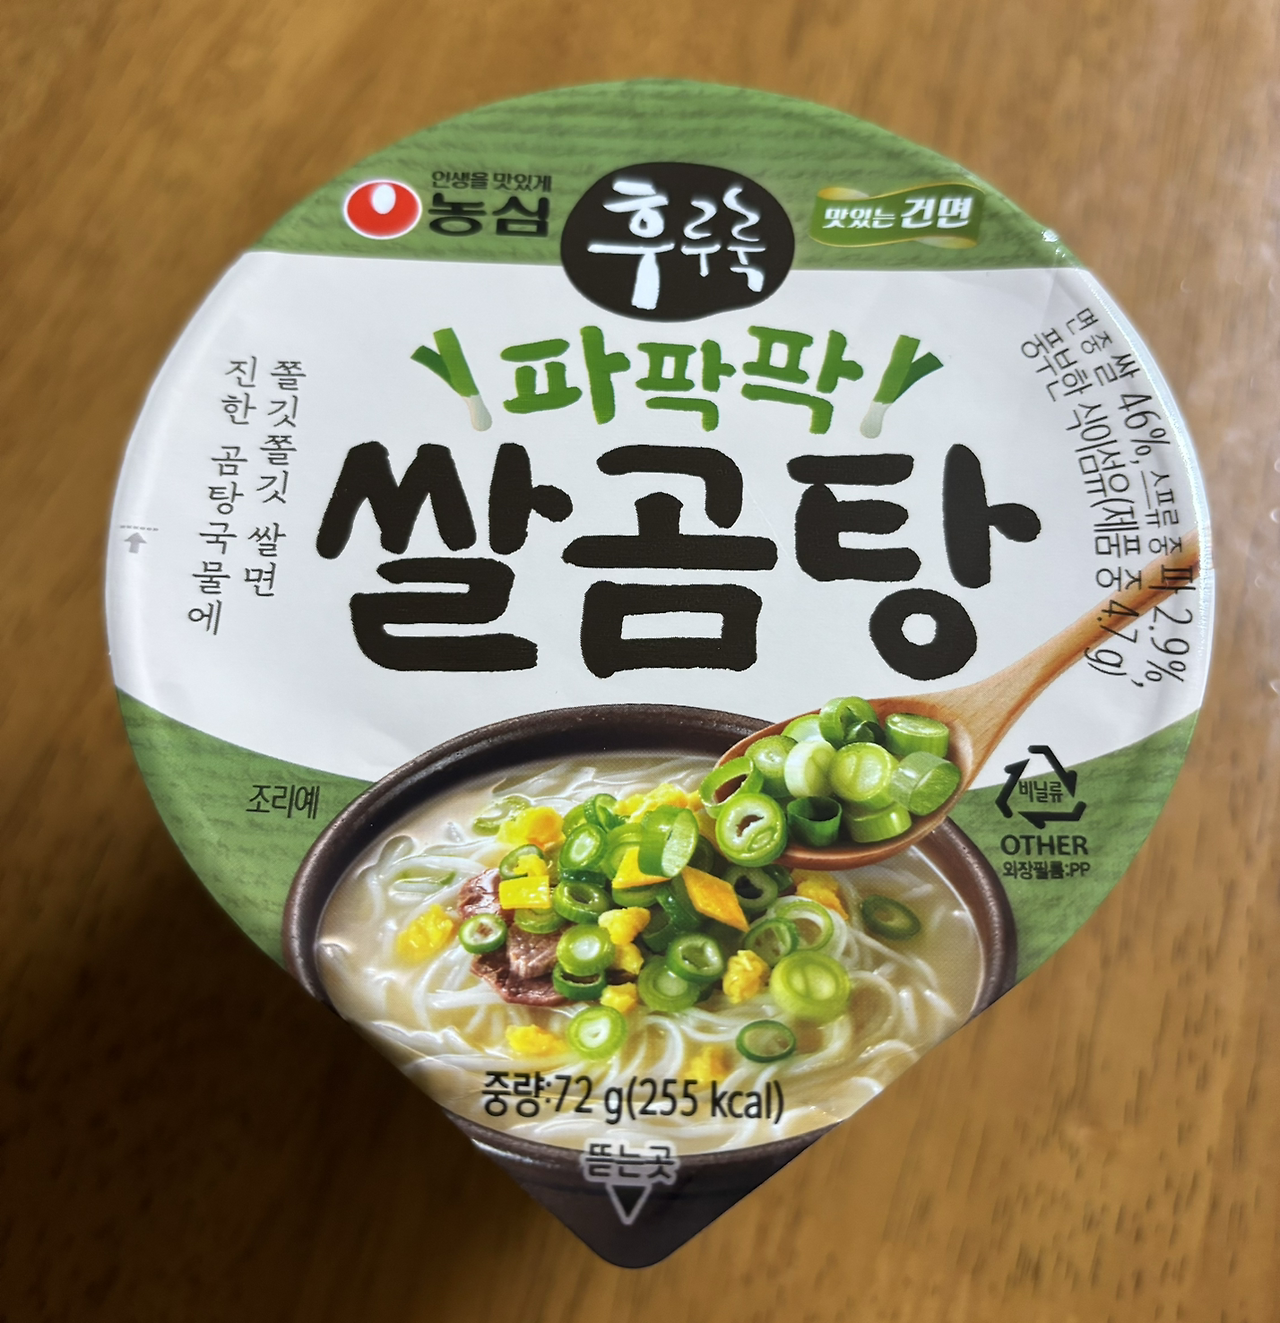 인생을 맛있게
농심
후루룩
맛있는 건면
파팍팍
쌀곰탕
쫄깃쫄깃 쌀면
진한 곰탕국물에
면 중 쌀 46%, 스프류 중 파 2.9%,
풍부한 식이섬유(제품 중 4.7 g)
조리예
비닐류
OTHER
외장필름:PP
중량:72 g(255 kcal)
뜯는곳